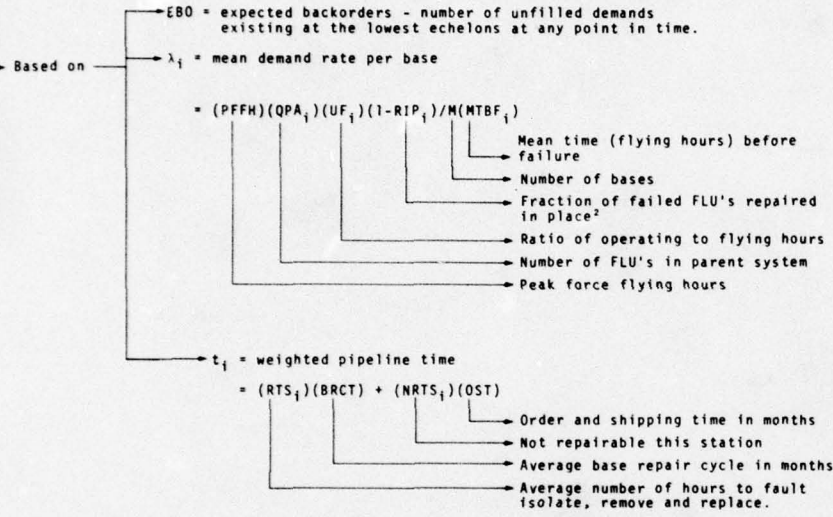 EBO = expected backorders - number of unfilled demands
existing at the lowest echelons at any point in time.
Based on
λi = mean demand rate per base
= (PFFH)(QPAi)(UFi)(1-RIPi)/M(MTBFi)
Mean time (flying hours) before
failure
Number of bases
Fraction of failed FLU's repaired
in place²
Ratio of operating to flying hours
Number of FLU's in parent system
Peak force flying hours
ti = weighted pipeline time
= (RTSi)(BRCT) + (NRTSi)(OST)
Order and shipping time in months
Not repairable this station
Average base repair cycle in months
Average number of hours to fault
isolate, remove and replace.